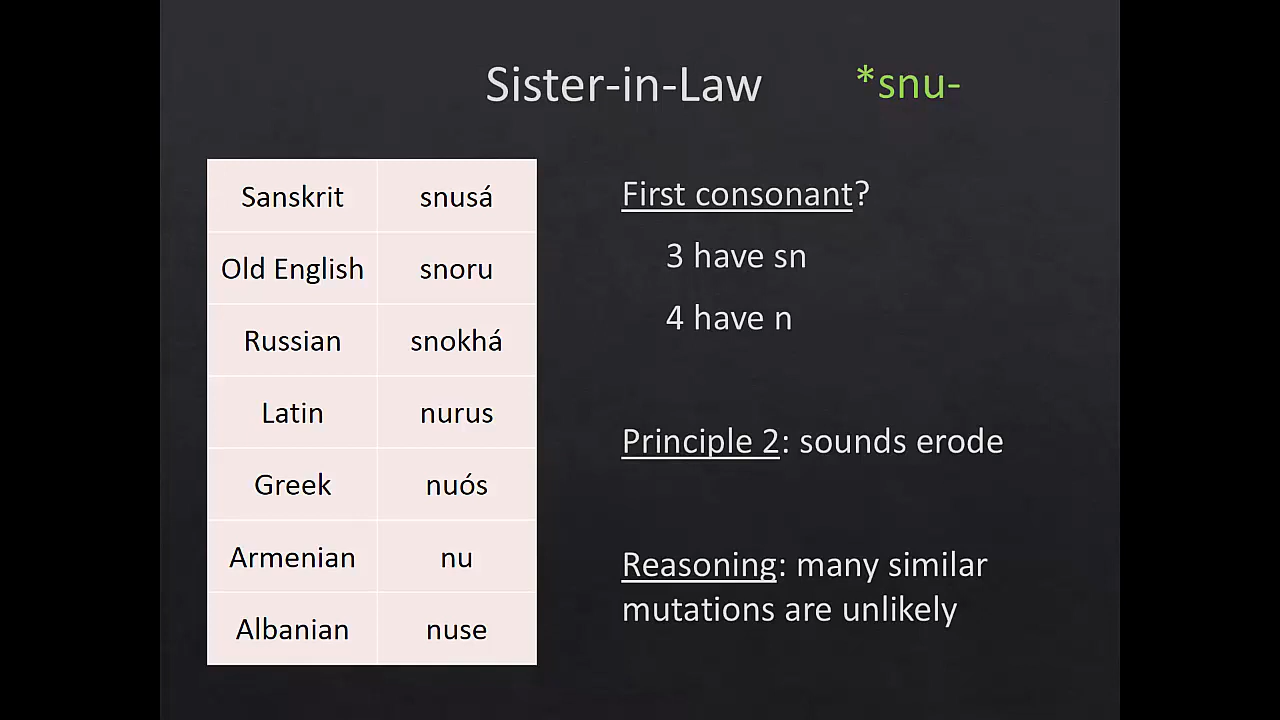 Sister-in-Law *snu-
Sanskrit snusá
Old English snoru
Russian snokhá
Latin nurus
Greek nuós
Armenian nu
Albanian nuse
First consonant?
3 have sn
4 have n
Principle 2: sounds erode
Reasoning: many similar
mutations are unlikely